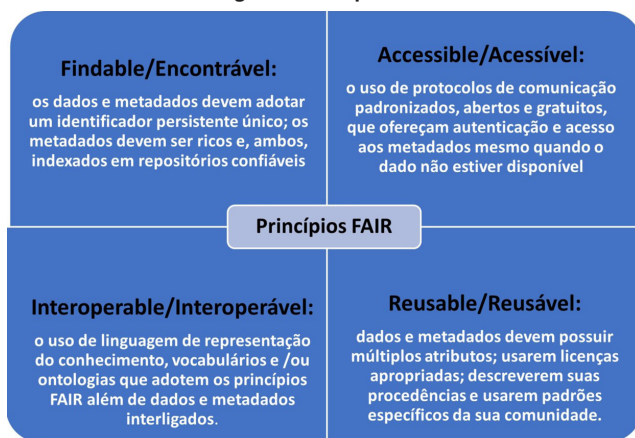 Findable/Encontrável:
os dados e metadados devem adotar
um identificador persistente único; os
metadados devem ser ricos e, ambos,
indexados em repositórios confiáveis
Accessible/Acessível:
o uso de protocolos de comunicação
padronizados, abertos e gratuitos,
que ofereçam autenticação e acesso
aos metadados mesmo quando o
dado não estiver disponível
Princípios FAIR
Interoperable/Interoperável:
o uso de linguagem de representação
do conhecimento, vocabulários e /ou
ontologias que adotem os princípios
FAIR além de dados e metadados
interligados.
Reusable/Reusável:
dados e metadados devem possuir
múltiplos atributos; usarem licenças
apropriadas; descreverem suas
procedências e usarem padrões
específicos da sua comunidade.